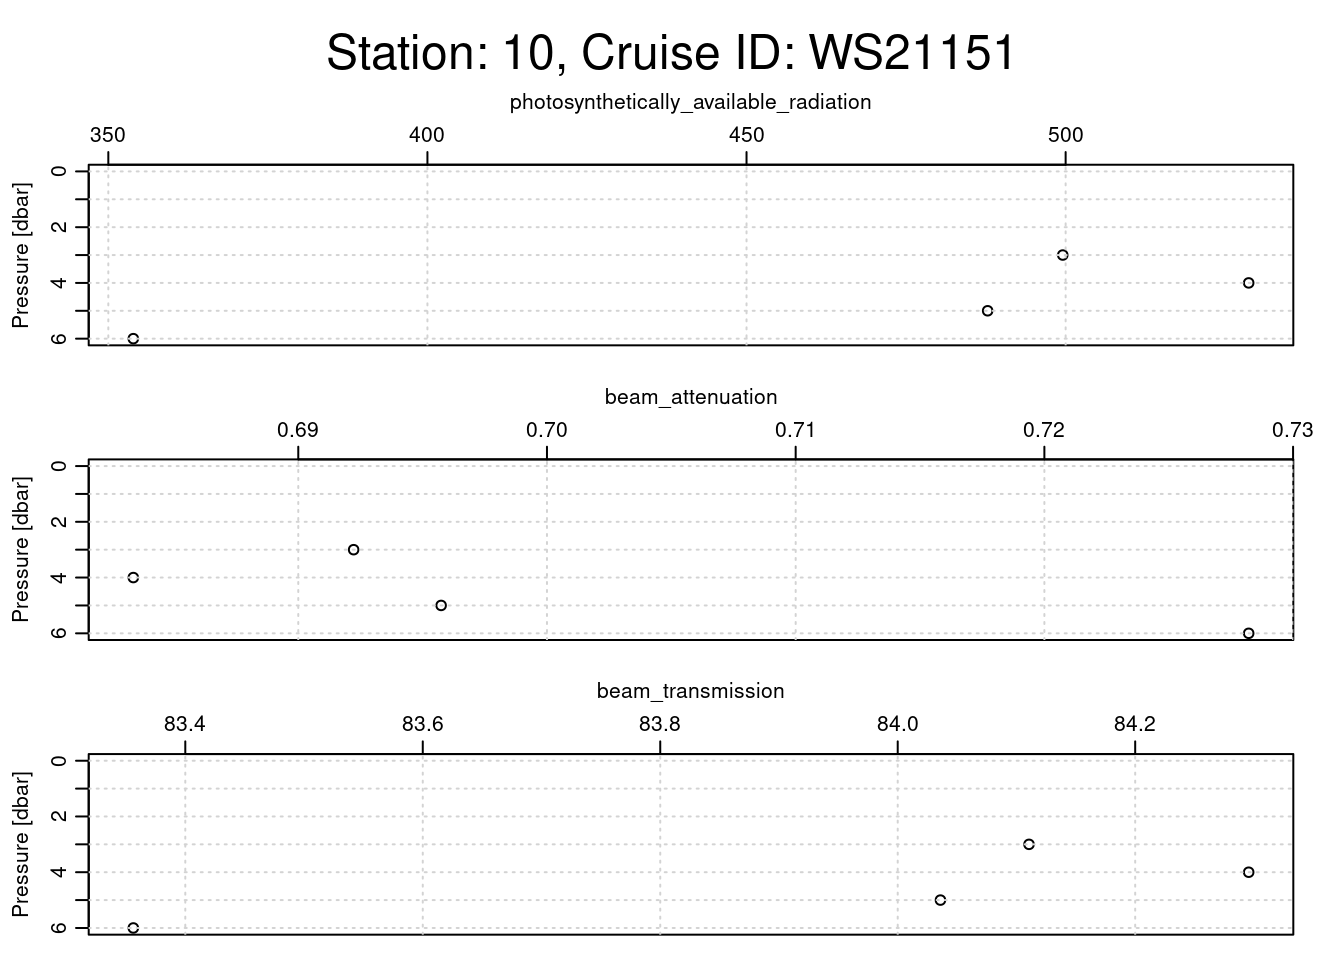 Station: 10, Cruise ID: WS21151
photosynthetically_available_radiation
350 400 450 500
Pressure [dbar]
0
2
4
6
beam_attenuation
0.69 0.70 0.71 0.72 0.73
Pressure [dbar]
0
2
4
6
beam_transmission
83.4 83.6 83.8 84.0 84.2
Pressure [dbar]
0
2
4
6